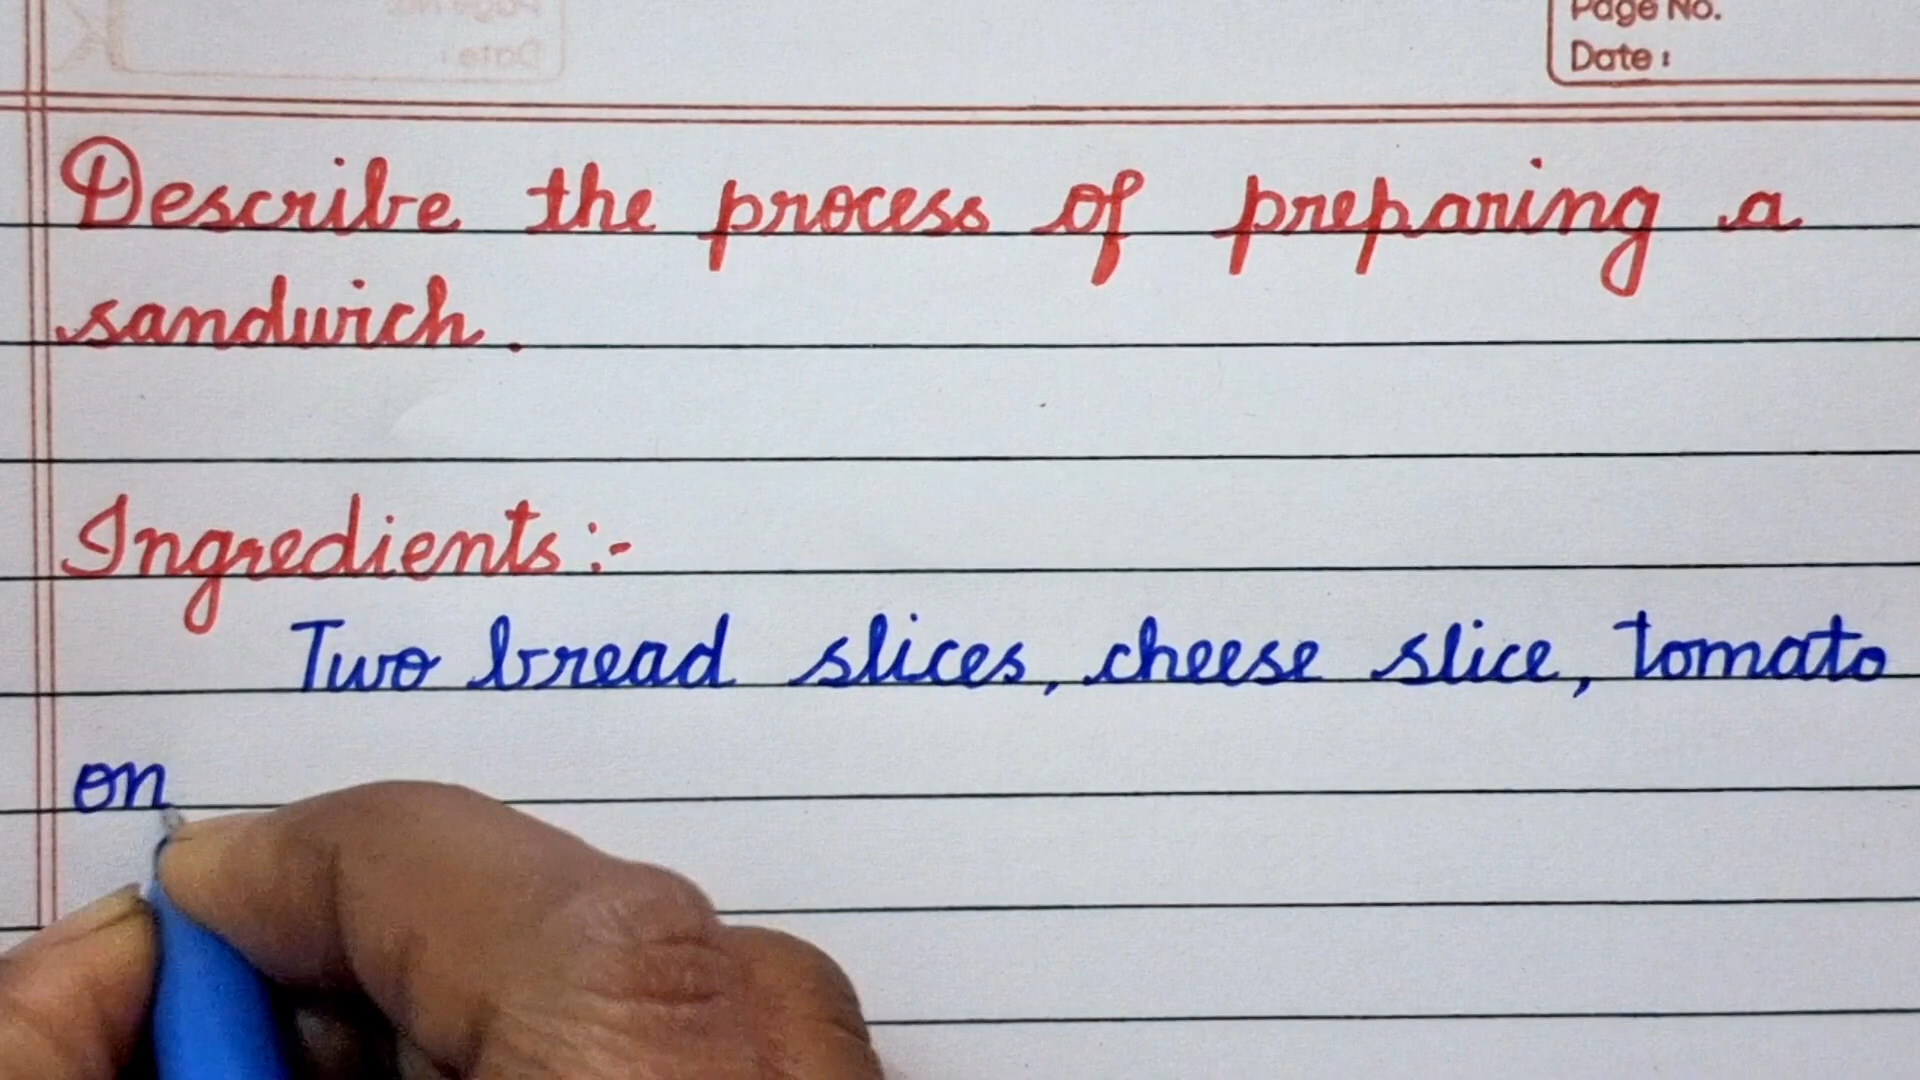 Page No.
Date:
Describe the process of preparing a
sandwich.
Ingredients :-
Two bread slices, cheese slice, tomato
on